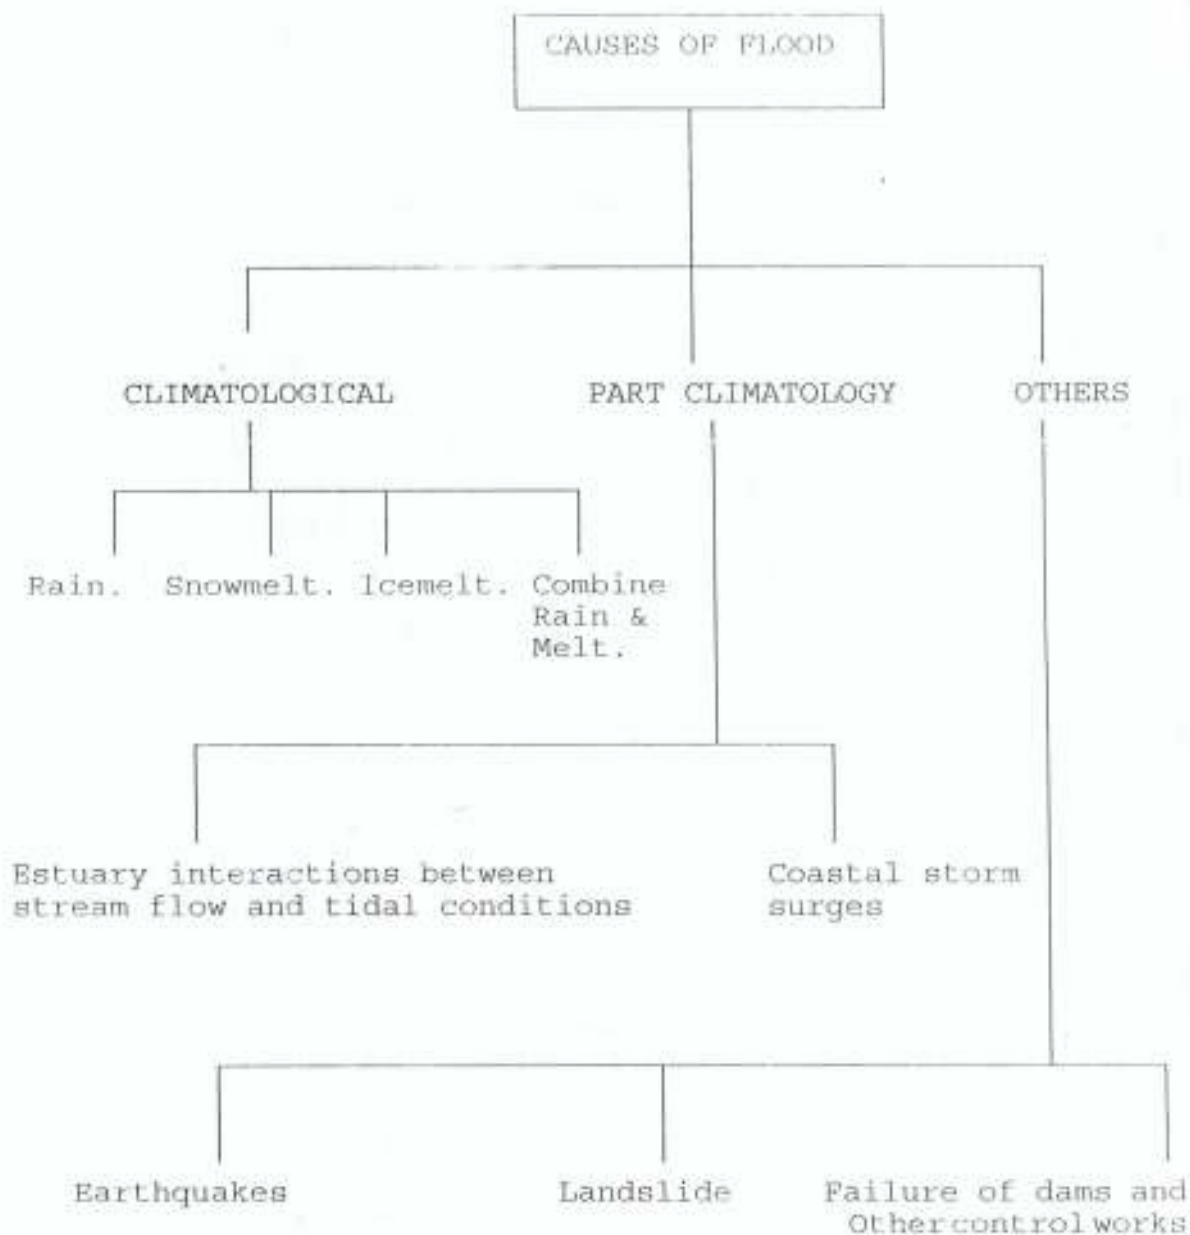 CAUSES OF FLOOD
CLIMATOLOGICAL PART CLIMATOLOGY OTHERS
Rain. Snowmelt. Icemelt. Combine
Rain &
Melt.
Estuary interactions between
stream flow and tidal conditions
Coastal storm
surges
Earthquakes
Landslide
Failure of dams and
Other control works